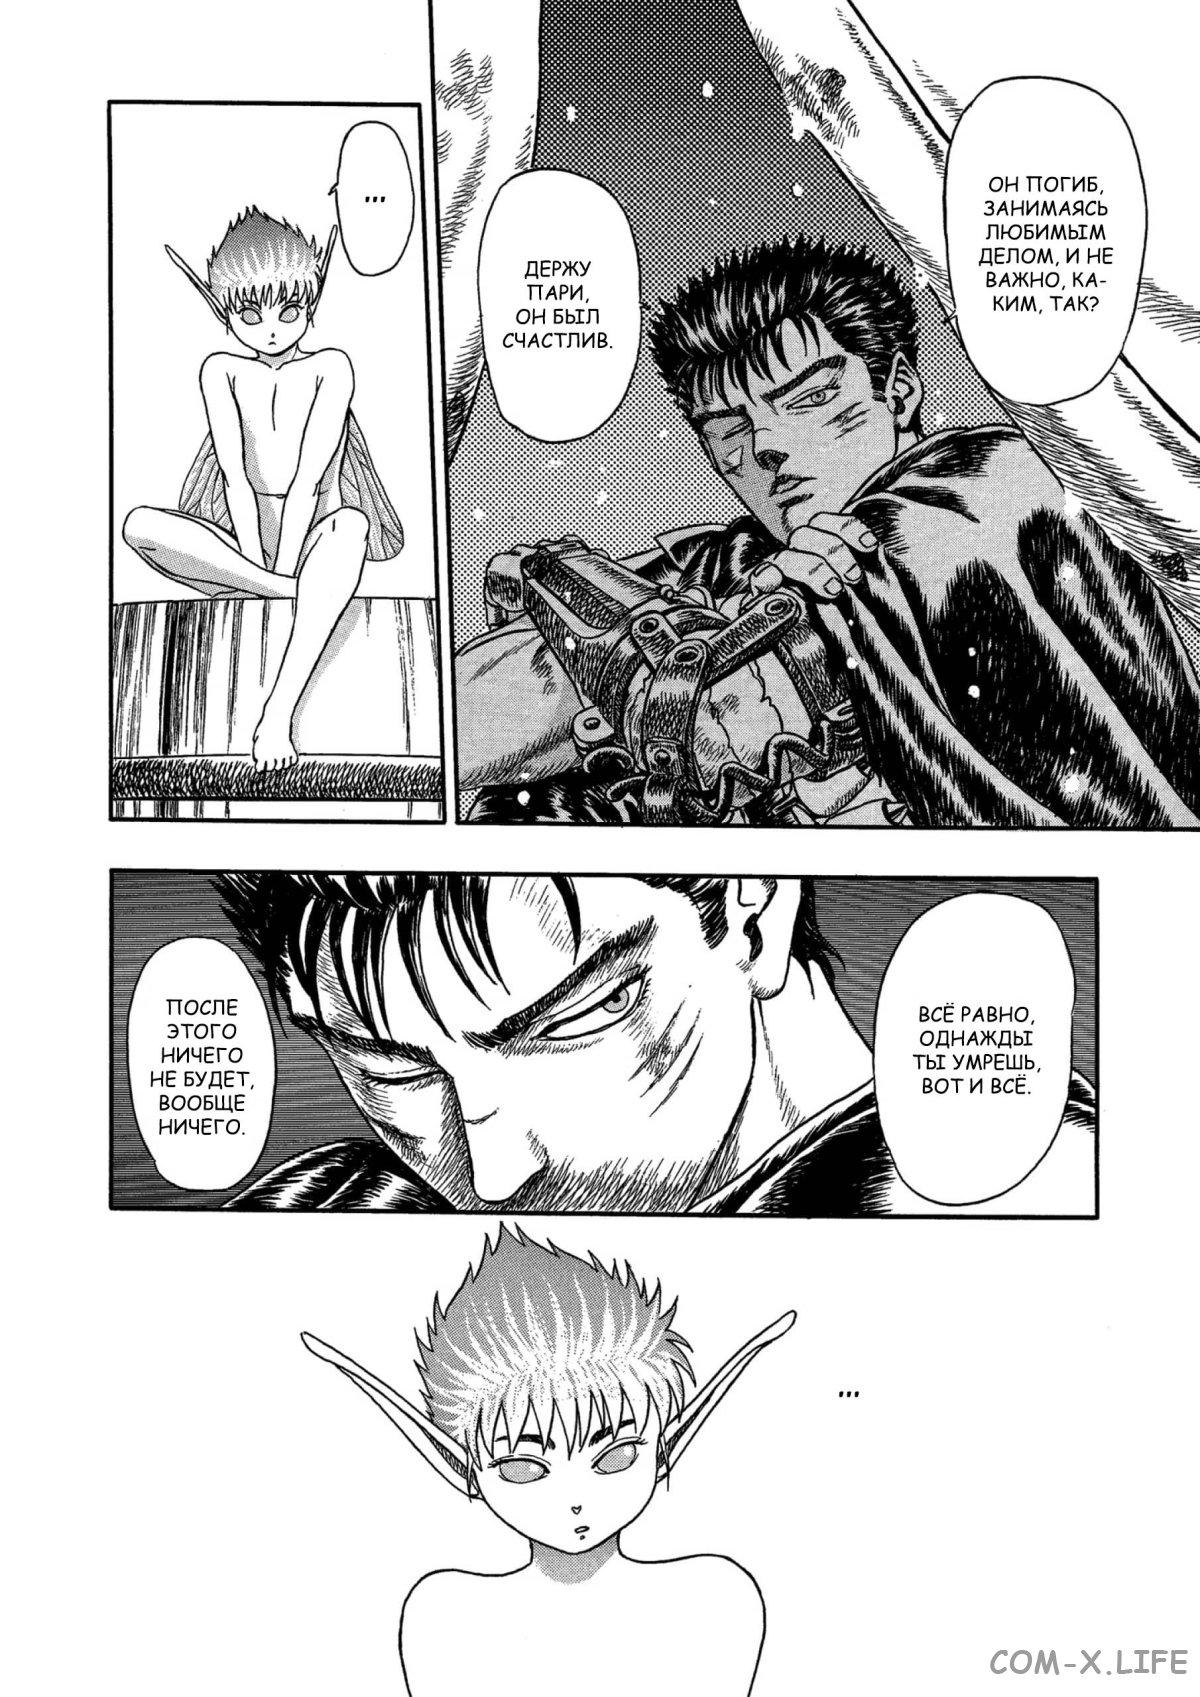 ОН ПОГИБ,
ЗАНИМАЯСЬ
ЛЮБИМЫМ
ДЕЛОМ, И НЕ
ВАЖНО, КА-
КИМ, ТАК?
ДЕРЖУ
ПАРИ,
ОН БЫЛ
СЧАСТЛИВ.
...
ВСЁ РАВНО,
ОДНАЖДЫ
ТЫ УМРЕШЬ,
ВОТ И ВСЁ.
ПОСЛЕ
ЭТОГО
НИЧЕГО
НЕ БУДЕТ,
ВООБЩЕ
НИЧЕГО.
...
COM-X.LIFE